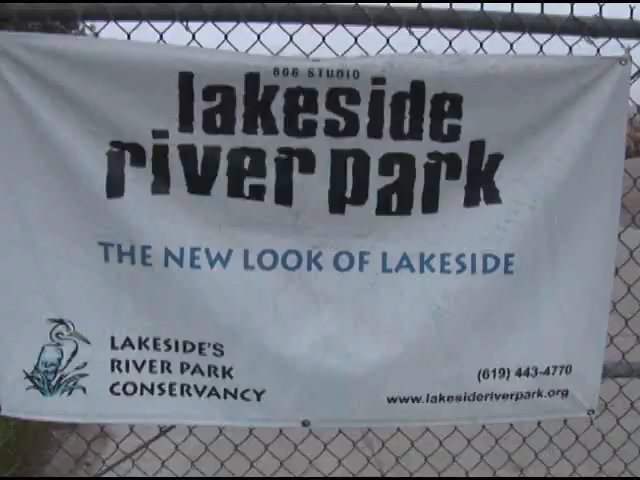 606 STUDIO
lakeside
river park
THE NEW LOOK OF LAKESIDE
LAKESIDE'S
RIVER PARK
CONSERVANCY
(619) 443-4770
www.lakesideriverpark.org